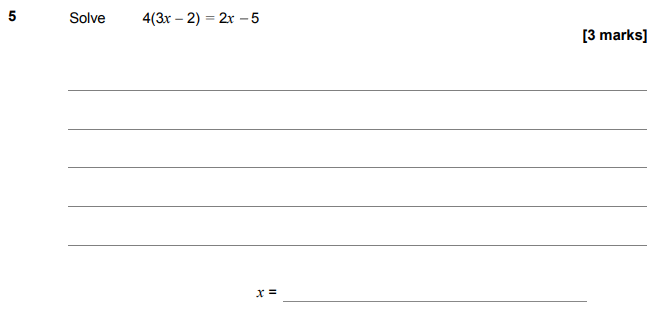 5 Solve 4(3x – 2) = 2x – 5
[3 marks]
x =